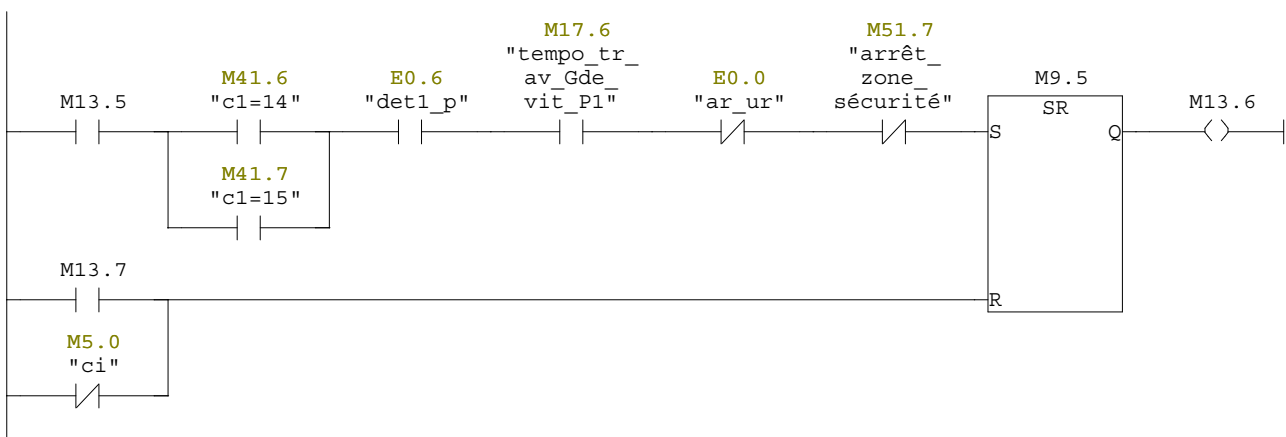 M17.6
M51.7
"tempo_tr_
"arrêt_
M41.6
E0.6
av_Gde_
E0.0
zone_
M9.5
M13.5
"c1=14"
"det1_p"
vit_P1"
"ar_ur"
sécurité"
SR
M13.6
S
Q
M41.7
"c1=15"
M13.7
R
M5.0
"ci"